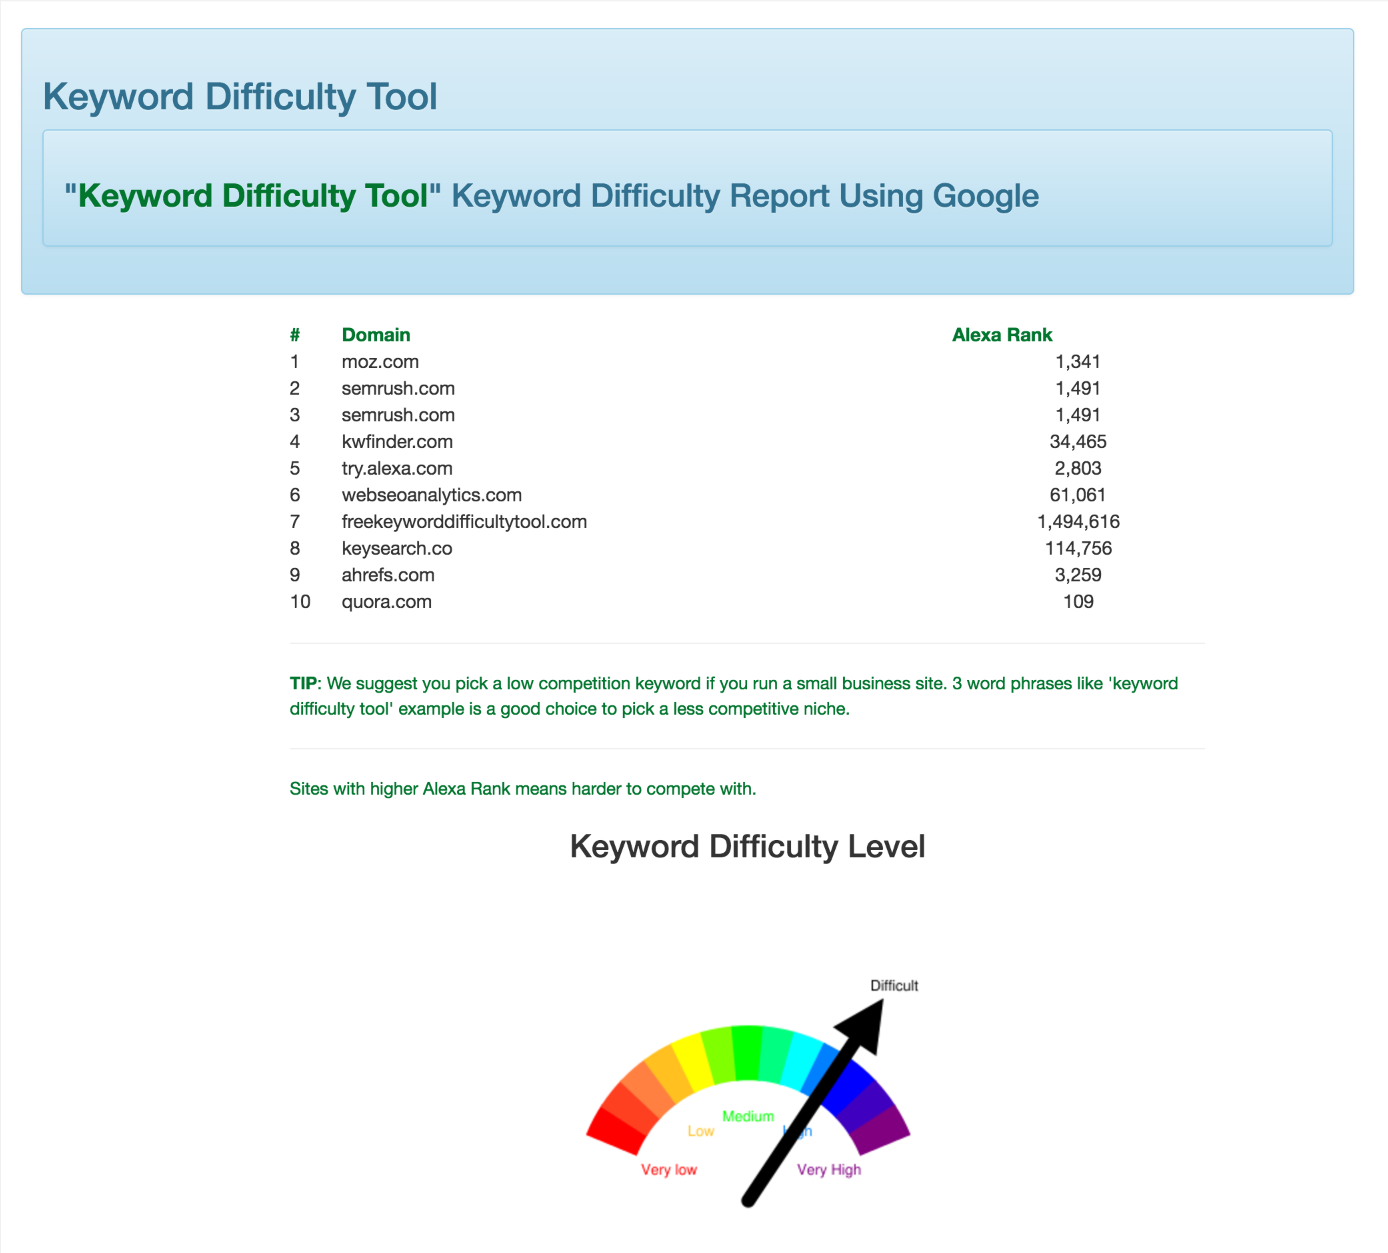 Keyword Difficulty Tool
"Keyword Difficulty Tool" Keyword Difficulty Report Using Google
# Domain Alexa Rank
1 moz.com 1,341
2 semrush.com 1,491
3 semrush.com 1,491
4 kwfinder.com 34,465
5 try.alexa.com 2,803
6 webseoanalytics.com 61,061
7 freekeyworddifficultytool.com 1,494,616
8 keysearch.co 114,756
9 ahrefs.com 3,259
10 quora.com 109
TIP: We suggest you pick a low competition keyword if you run a small business site. 3 word phrases like 'keyword
difficulty tool' example is a good choice to pick a less competitive niche.
Sites with higher Alexa Rank means harder to compete with.
Keyword Difficulty Level
Difficult
Medium
Low
Very low Very High